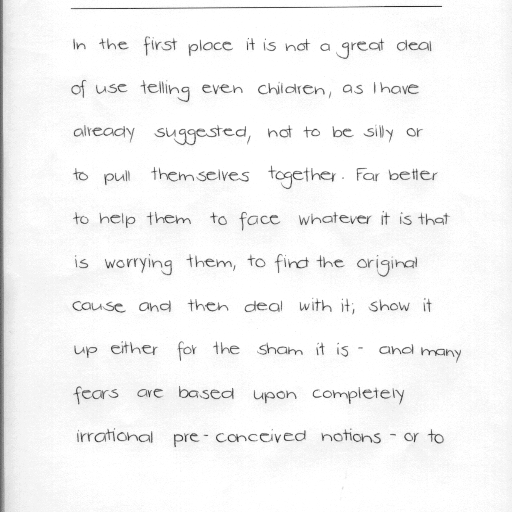 In the first place it is not a great deal
of use telling even children, as I have
already suggested, not to be silly or
to pull themselves together. Far better
to help them to face whatever it is that
is worrying them, to find the original
cause and then deal with it; show it
up either for the sham it is - and many
fears are based upon completely
irrational pre-conceived notions - or to